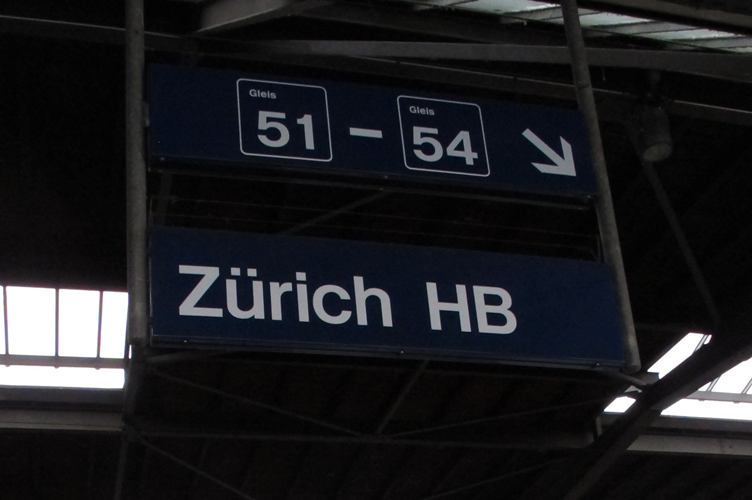 Gleis Gleis
51 – 54
Zürich HB